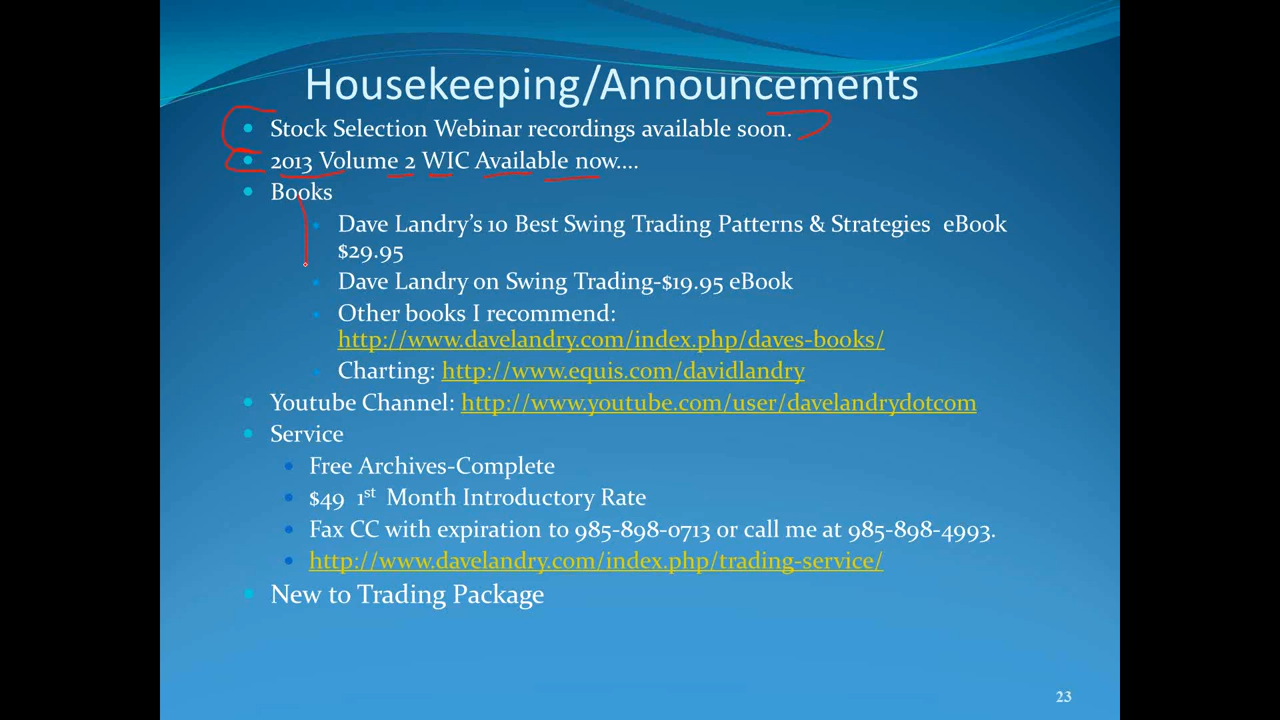 Housekeeping/Announcements
Stock Selection Webinar recordings available soon.
2013 Volume 2 WIC Available now....
Books
Dave Landry's 10 Best Swing Trading Patterns & Strategies eBook
$29.95
Dave Landry on Swing Trading-$19.95 eBook
Other books I recommend:
http://www.davelandry.com/index.php/daves-books/
Charting: http://www.equis.com/davidlandry
Youtube Channel: http://www.youtube.com/user/davelandrydotcom
Service
Free Archives-Complete
$49 1st Month Introductory Rate
Fax CC with expiration to 985-898-0713 or call me at 985-898-4993.
http://www.davelandry.com/index.php/trading-service/
New to Trading Package
23